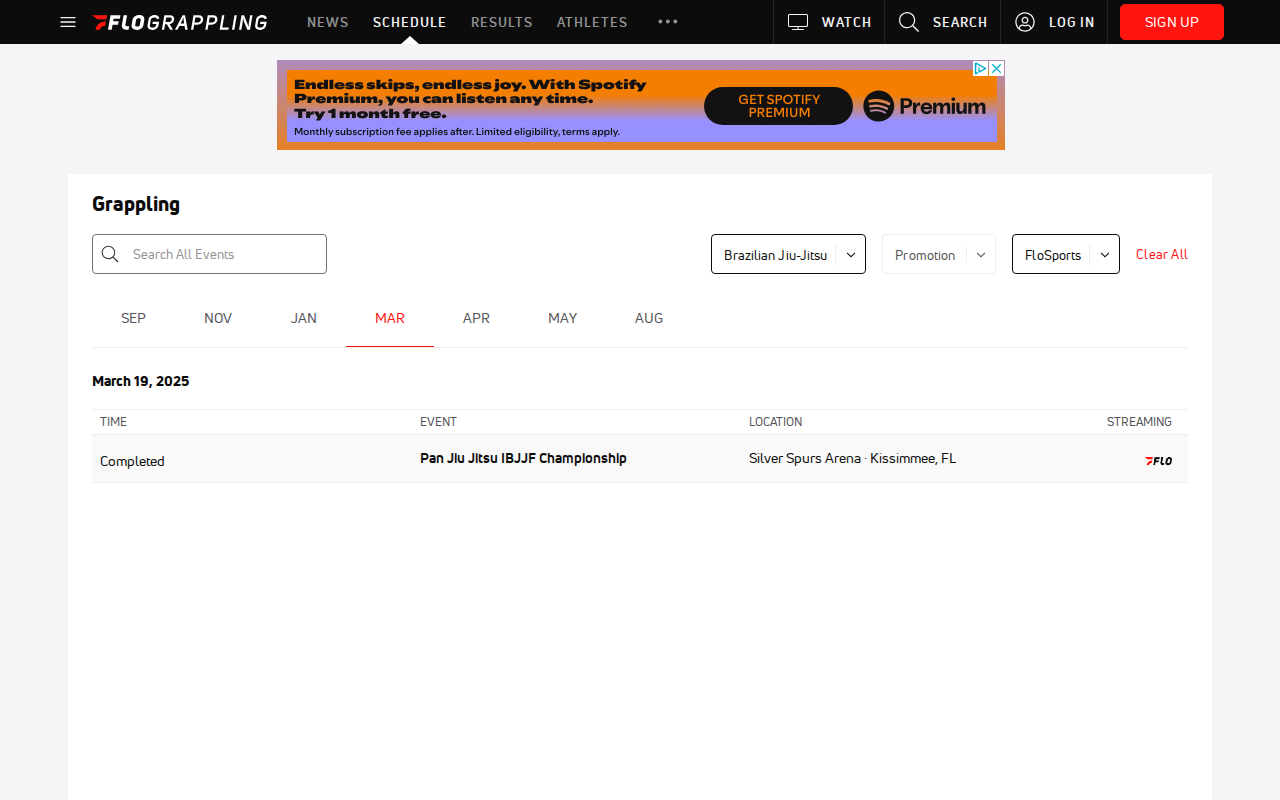 FLOGRAPPLING NEWS SCHEDULE RESULTS ATHLETES WATCH SEARCH LOG IN SIGN UP
Endless skips, endless joy. With Spotify
Premium, you can listen any time.
Try 1 month free.
Monthly subscription fee applies after. Limited eligibility, terms apply.
GET SPOTIFY
PREMIUM
Premium
Grappling
Search All Events Brazilian Jiu-Jitsu Promotion FloSports Clear All
SEP NOV JAN MAR APR MAY AUG
March 19, 2025
TIME EVENT LOCATION STREAMING
Completed Pan Jiu Jitsu IBJJF Championship Silver Spurs Arena · Kissimmee, FL FLO